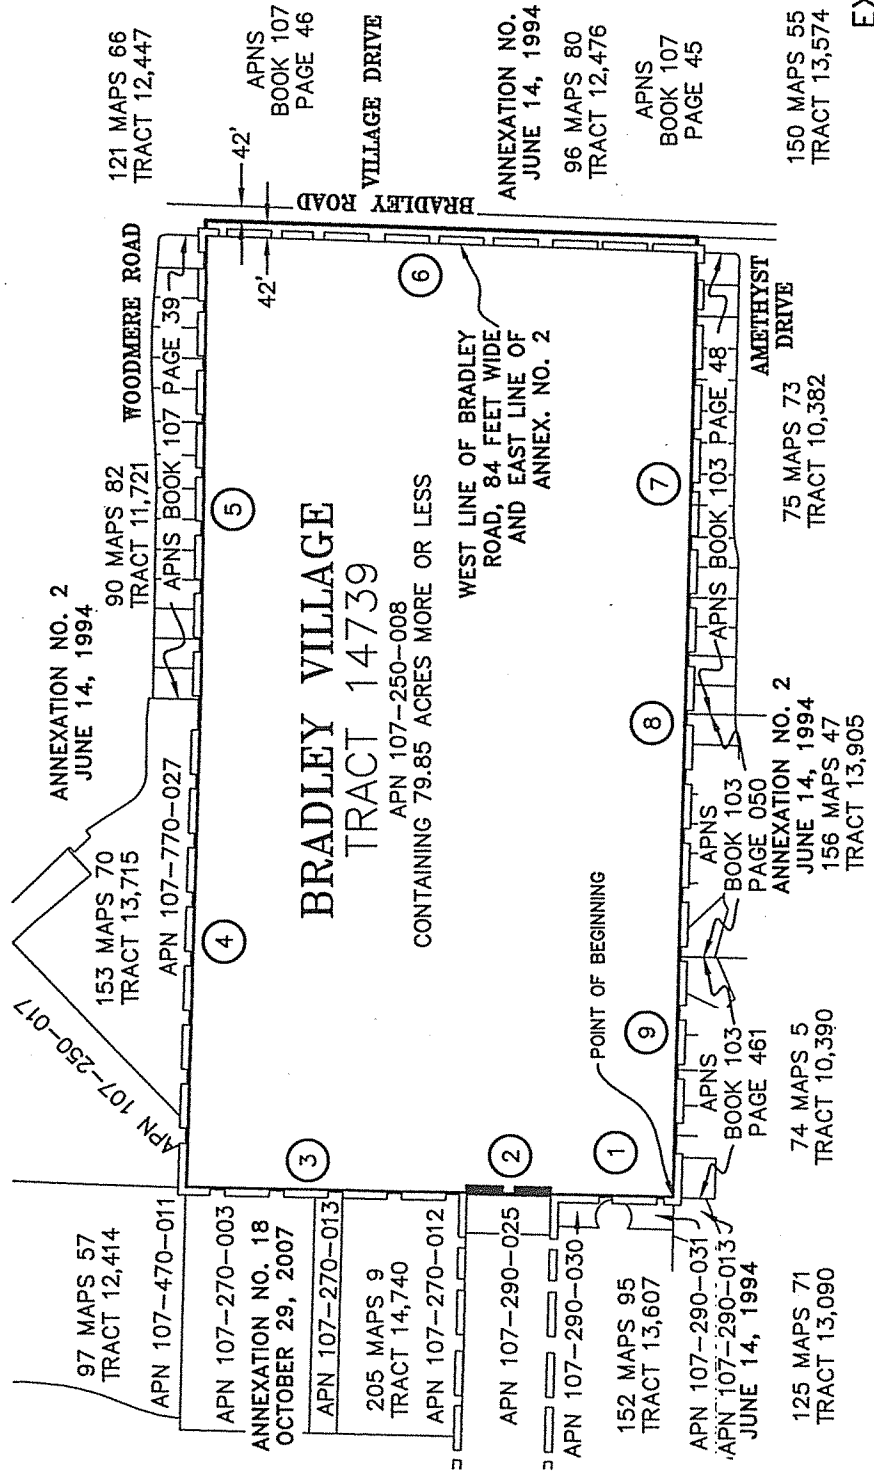 97 MAPS 57
TRACT 12,414
APN 107-470-011
APN 107-270-003
ANNEXATION NO. 18
OCTOBER 29, 2007
APN 107-270-013
205 MAPS 9
TRACT 14,740
APN 107-270-012
APN 107-290-025
APN 107-290-030
152 MAPS 95
TRACT 13,607
APN 107-290-031
APN 107-290-013
JUNE 14, 1994
125 MAPS 71
TRACT 13,090
APN 107-250-017
153 MAPS 70
TRACT 13,715
APN 107-770-027
ANNEXATION NO. 2
JUNE 14, 1994
90 MAPS 82
TRACT 11,721
APNS BOOK 107 PAGE 39
WOODMERE ROAD
121 MAPS 66
TRACT 12,447
APNS
BOOK 107
PAGE 46
42'
42'
BRADLEY ROAD
VILLAGE DRIVE
ANNEXATION NO.
JUNE 14, 1994
96 MAPS 80
TRACT 12,476
APNS
BOOK 107
PAGE 45
150 MAPS 55
TRACT 13,574
EX
BRADLEY VILLAGE
TRACT 14739
APN 107-250-008
CONTAINING 79.85 ACRES MORE OR LESS
WEST LINE OF BRADLEY
ROAD, 84 FEET WIDE
AND EAST LINE OF
ANNEX. NO. 2
POINT OF BEGINNING
1
2
3
4
5
6
7
8
9
APNS
BOOK 103
PAGE 461
74 MAPS 5
TRACT 10,390
APNS
BOOK 103
PAGE 050
ANNEXATION NO. 2
JUNE 14, 1994
156 MAPS 47
TRACT 13,905
APNS BOOK 103 PAGE 48
75 MAPS 73
TRACT 10,382
AMETHYST
DRIVE